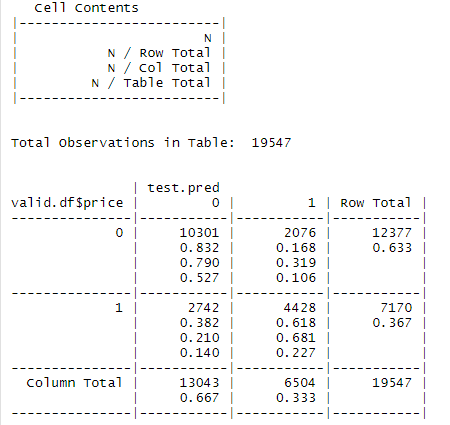 Cell Contents
|-------------------------|
|                       N |
|           N / Row Total |
|           N / Col Total |
|         N / Table Total |
|-------------------------|
Total Observations in Table:  19547
               | test.pred
valid.df$price |         0 |         1 | Row Total |
---------------|-----------|-----------|-----------|
             0 |     10301 |      2076 |     12377 |
               |     0.832 |     0.168 |     0.633 |
               |     0.790 |     0.319 |           |
               |     0.527 |     0.106 |           |
---------------|-----------|-----------|-----------|
             1 |      2742 |      4428 |      7170 |
               |     0.382 |     0.618 |     0.367 |
               |     0.210 |     0.681 |           |
               |     0.140 |     0.227 |           |
---------------|-----------|-----------|-----------|
  Column Total |     13043 |      6504 |     19547 |
               |     0.667 |     0.333 |           |
---------------|-----------|-----------|-----------|